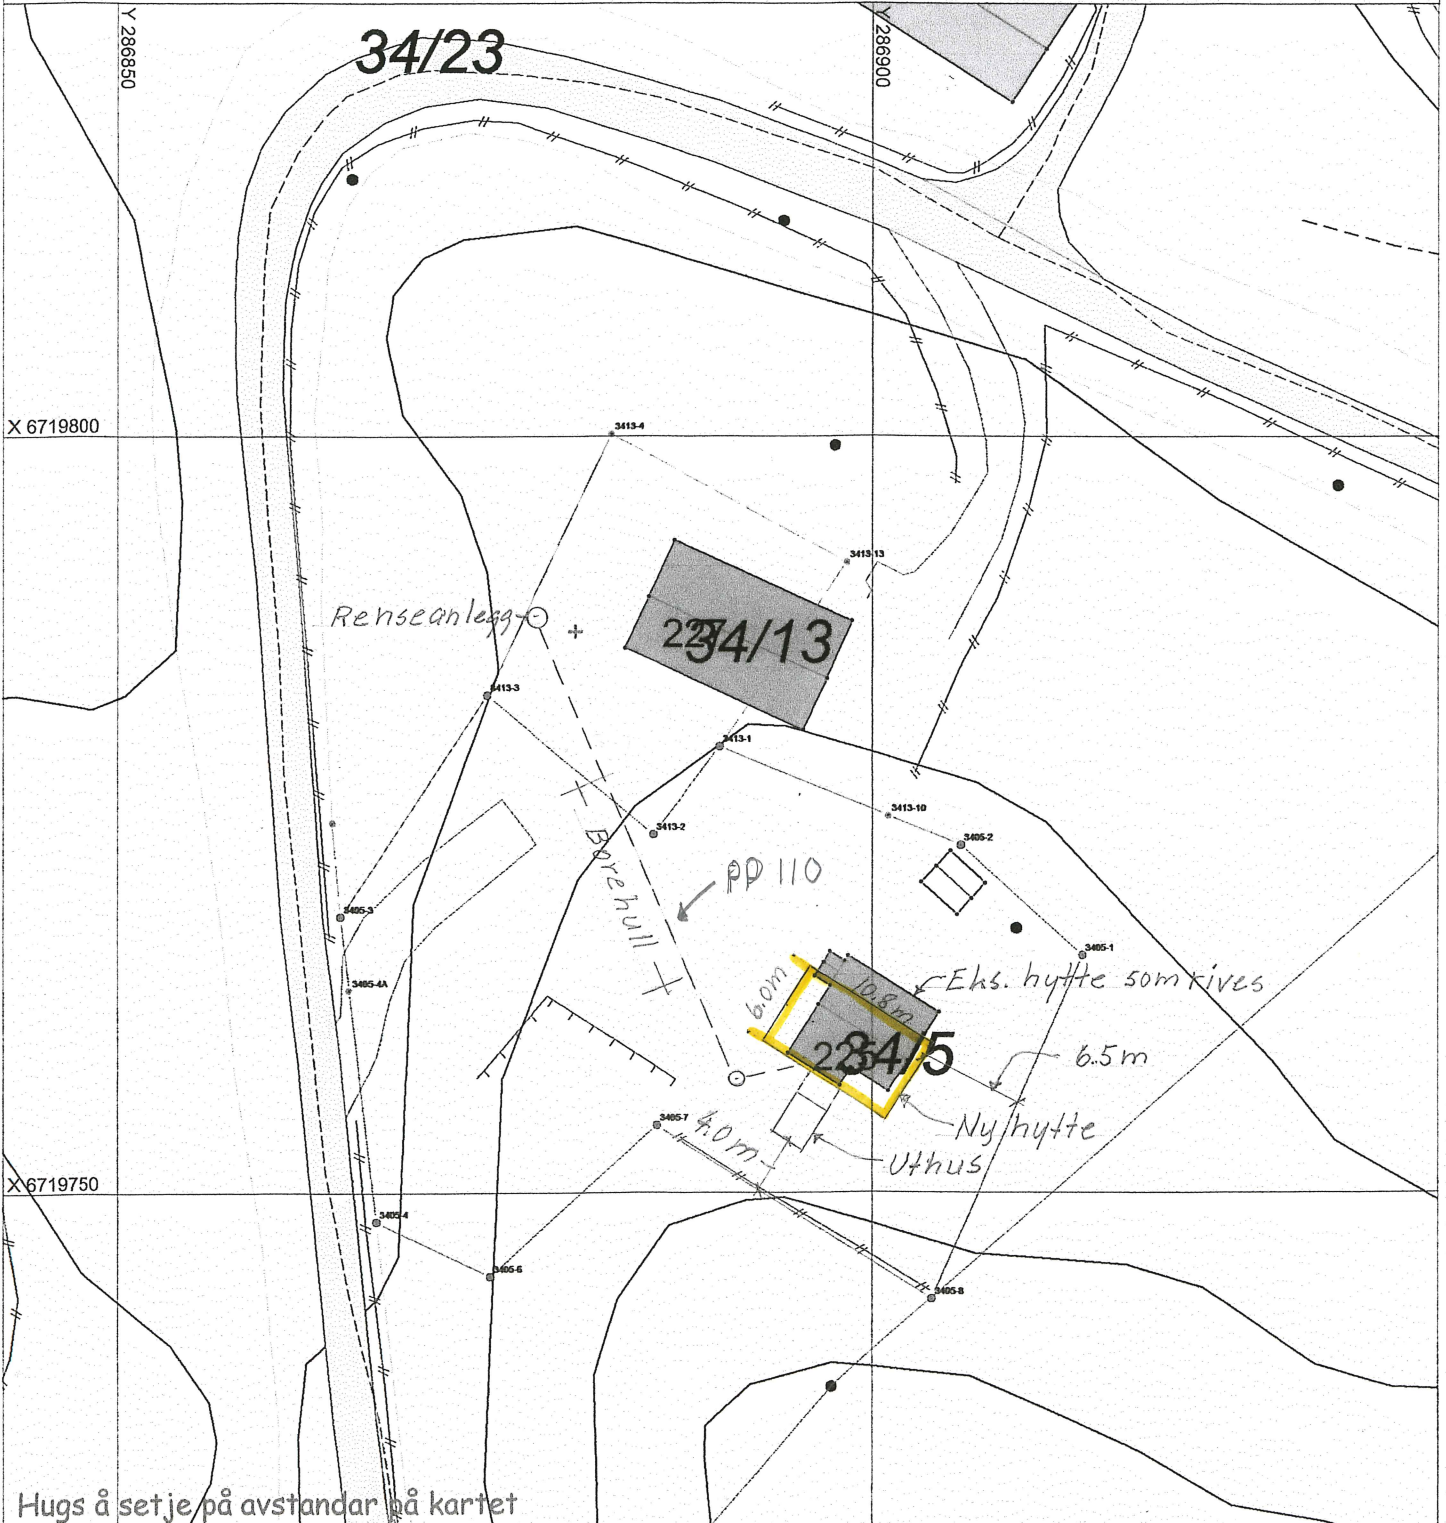 Y 286850
Y 286900
34/23
X 6719800
3413-4
3413-13
Renseanlegg
227
34/13
3413-3
3413-1
3413-10
3413-2
3405-2
Borehull
PP 110
3405-3
3405-1
3405-4A
6.0m
10.8m
Eks. hytte som rives
225
34/5
6.5m
3405-7
4.0m
Ny hytte
Uthus
X 6719750
3405-4
3405-6
3405-8
Hugs å setje på avstandar på kartet